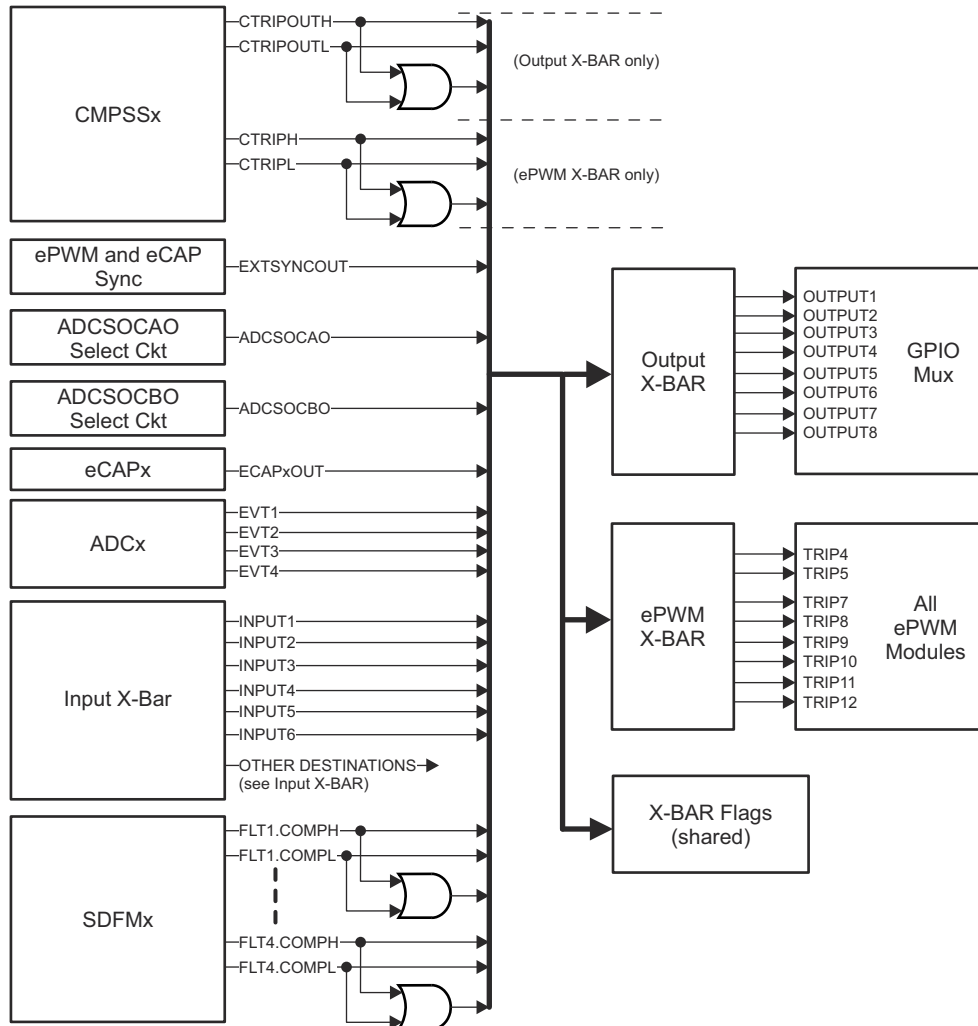 CMPSSx
CTRIPOUTH
CTRIPOUTL
CTRIPH
CTRIPL
(Output X-BAR only)
(ePWM X-BAR only)
ePWM and eCAP
Sync
EXTSYNCOUT
ADCSOCAO
Select Ckt
ADCSOCAO
ADCSOCBO
Select Ckt
ADCSOCBO
eCAPx
ECAPxOUT
ADCx
EVT1
EVT2
EVT3
EVT4
Input X-Bar
INPUT1
INPUT2
INPUT3
INPUT4
INPUT5
INPUT6
OTHER DESTINATIONS
(see Input X-BAR)
SDFMx
FLT1.COMPH
FLT1.COMPL
FLT4.COMPH
FLT4.COMPL
Output
X-BAR
OUTPUT1
OUTPUT2
OUTPUT3
OUTPUT4
OUTPUT5
OUTPUT6
OUTPUT7
OUTPUT8
GPIO
Mux
ePWM
X-BAR
TRIP4
TRIP5
TRIP7
TRIP8
TRIP9
TRIP10
TRIP11
TRIP12
All
ePWM
Modules
X-BAR Flags
(shared)